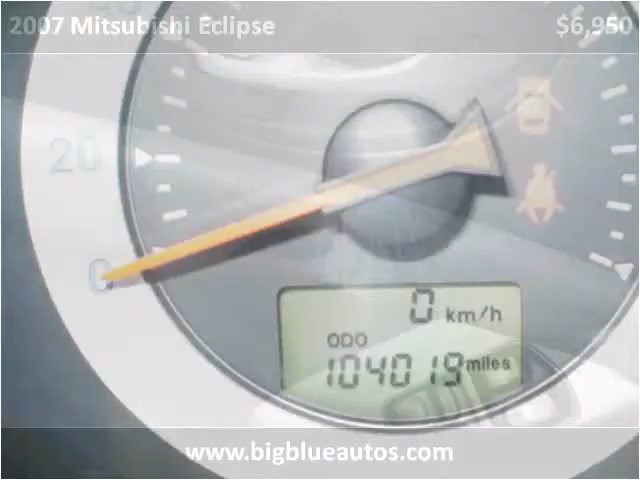 2007 Mitsubishi Eclipse $6,950
20
0
0 km/h
ODO
104019 miles
www.bigblueautos.com